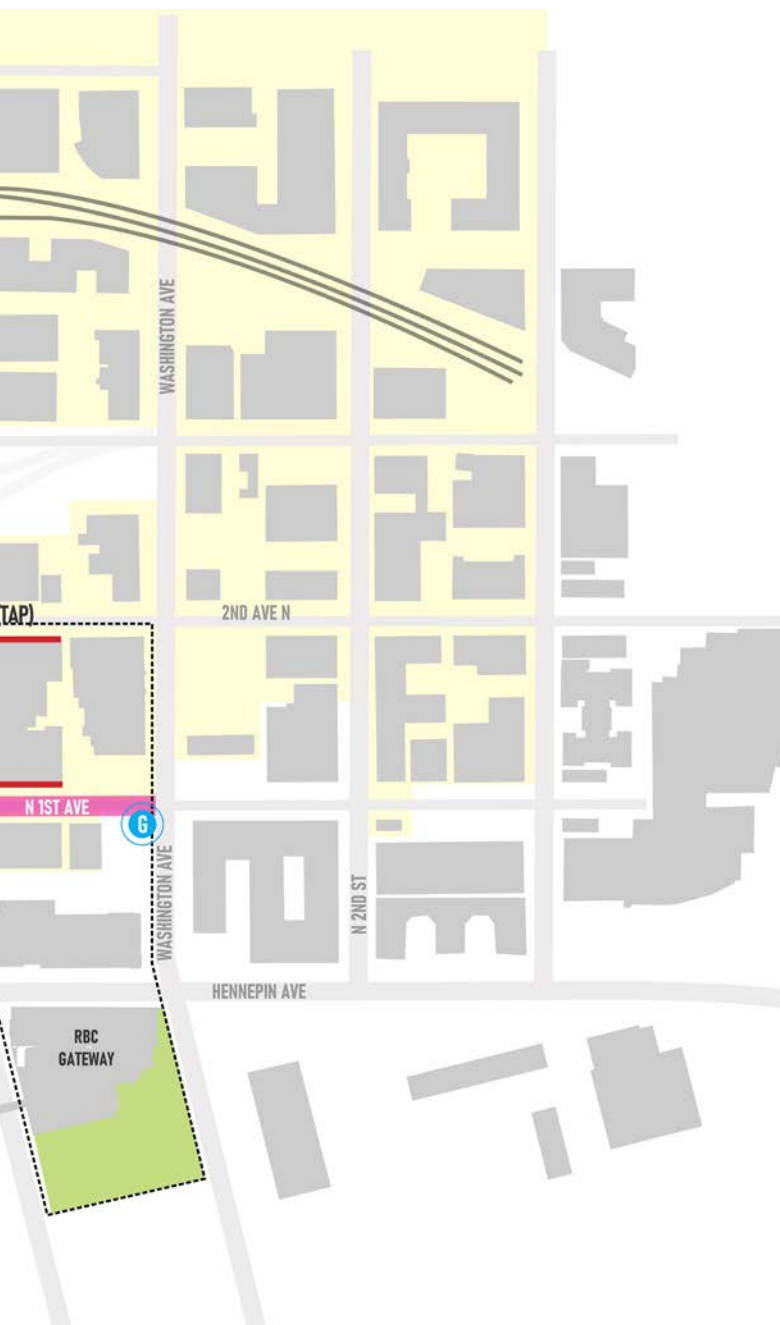 WASHINGTON AVE
TAP)
2ND AVE N
N 1ST AVE
G
WASHINGTON AVE
N 2ND ST
HENNEPIN AVE
RBC
GATEWAY